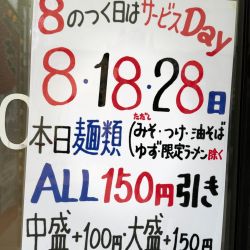 8のつく日はサービスDay
8・18・28日
本日麺類(ただしみそ・つけ・油そば
ゆず・限定ラーメン除く
ALL150円引き
中盛+100円・大盛+150円